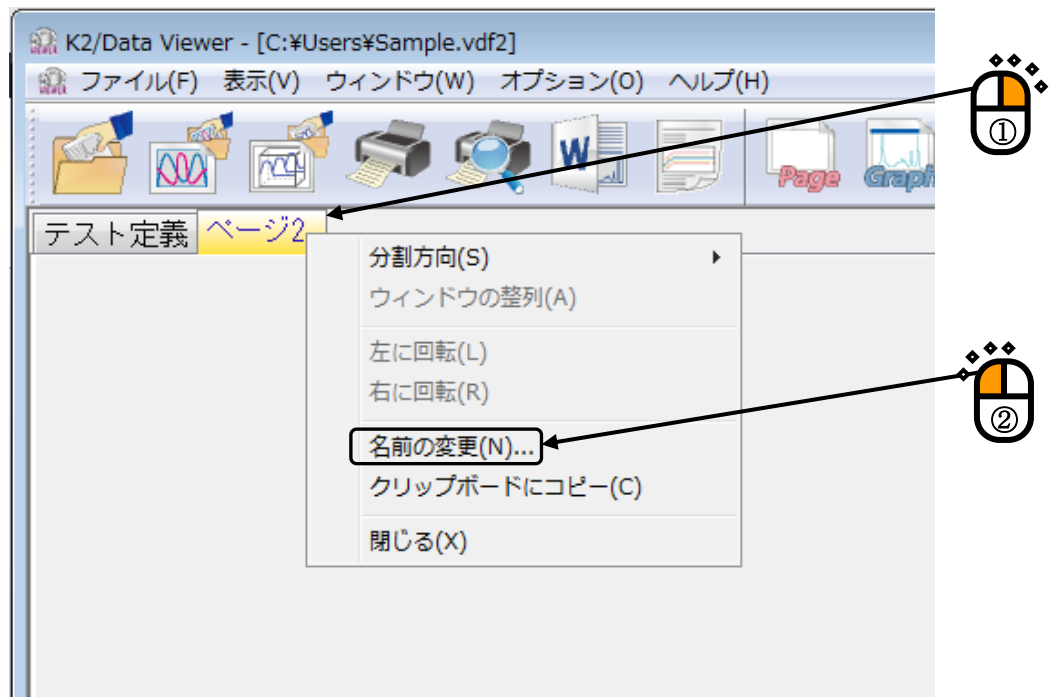 K2/Data Viewer - [C:¥Users¥Sample.vdf2]
ファイル(F) 表示(V) ウィンドウ(W) オプション(O) ヘルプ(H)
①
W
Page Graph
テスト定義 ページ2
分割方向(S)
ウィンドウの整列(A)
左に回転(L)
右に回転(R)
②
名前の変更(N)...
クリップボードにコピー(C)
閉じる(X)